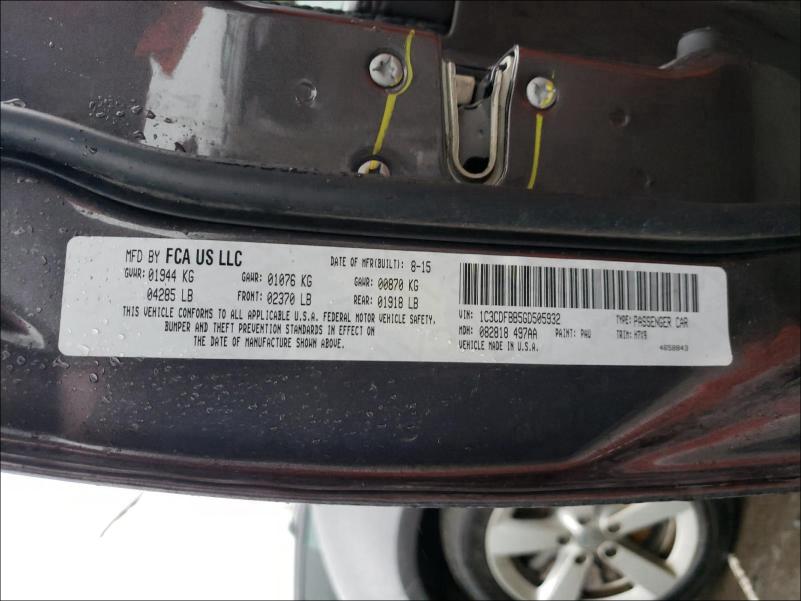 MFD BY FCA US LLC DATE OF MFR(BUILT): 8-15
GVWR: 01944 KG GAWR: 01076 KG GAWR: 00870 KG
04285 LB FRONT: 02370 LB REAR: 01918 LB
THIS VEHICLE CONFORMS TO ALL APPLICABLE FEDERAL MOTOR VEHICLE SAFETY,
BUMPER AND THEFT PREVENTION STANDARDS IN EFFECT ON
THE DATE OF MANUFACTURE SHOWN ABOVE.
VIN: 1C3CDFBB5GD505932 TYPE: PASSENGER CAR
MDH: 082818 497AA PAINT: PAU TRIM: H7X9
VEHICLE MADE IN U.S.A. 4658843